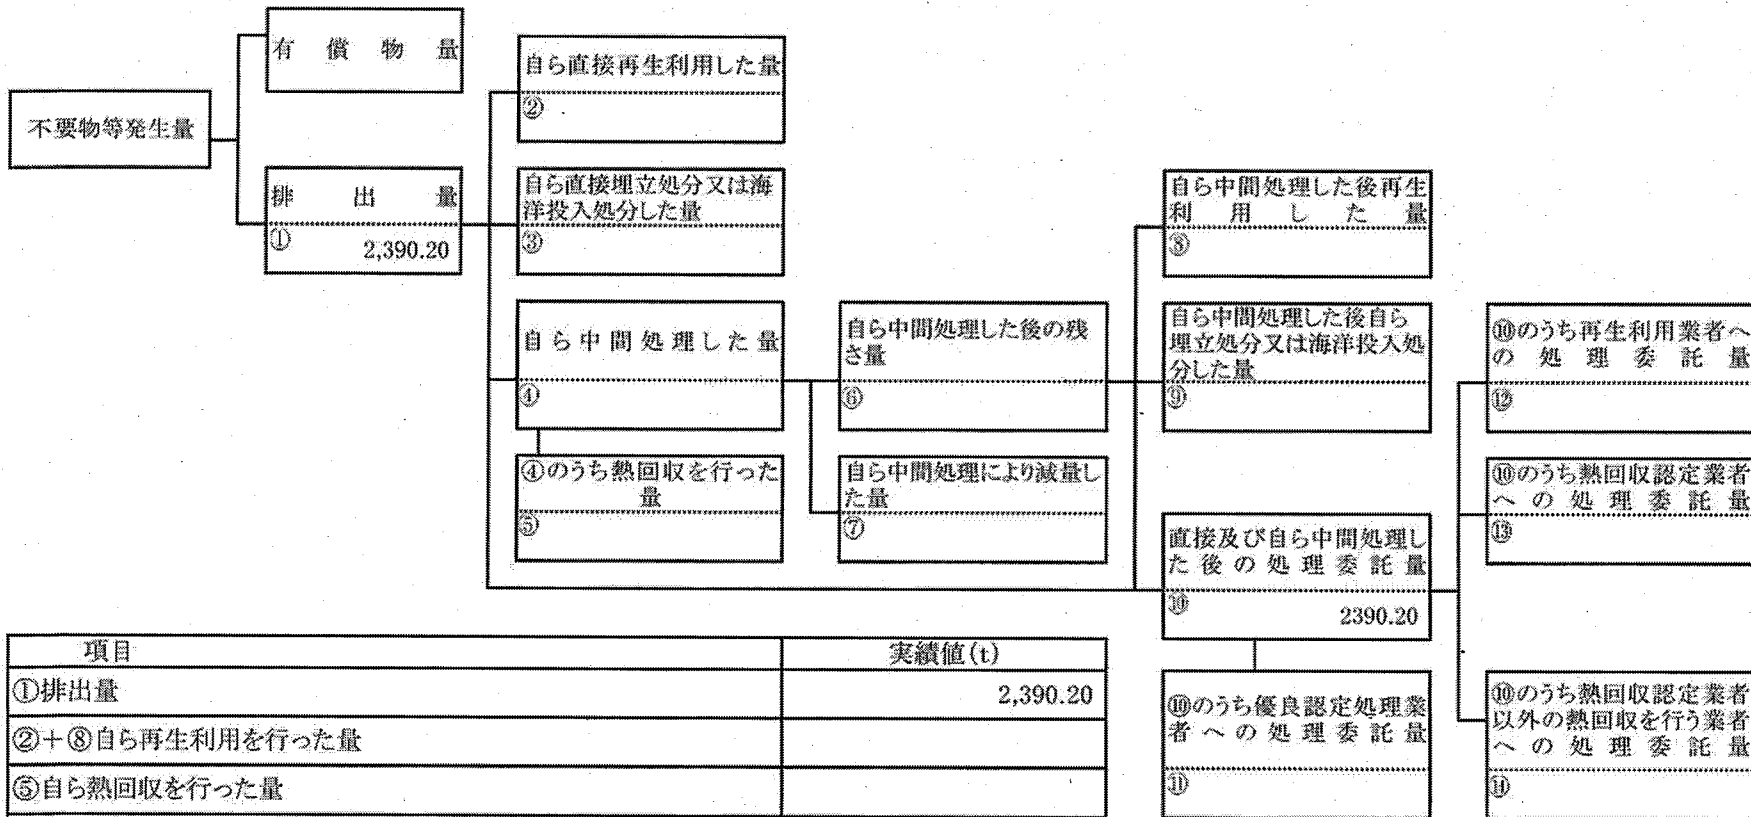 有償物量
不要物等発生量
排出量
① 2,390.20
自ら直接再生利用した量
②
自ら直接埋立処分又は海
洋投入処分した量
③
自ら中間処理した量
④
④のうち熱回収を行った
量
⑤
自ら中間処理した後の残
さ量
⑥
自ら中間処理により減量し
た量
⑦
自ら中間処理した後再生
利用した量
⑧
自ら中間処理した後自ら
埋立処分又は海洋投入処
分した量
⑨
直接及び自ら中間処理し
た後の処理委託量
⑩ 2390.20
⑩のうち優良認定処理業
者への処理委託量
⑪
⑩のうち再生利用業者へ
の処理委託量
⑫
⑩のうち熱回収認定業者
への処理委託量
⑬
⑩のうち熱回収認定業者
以外の熱回収を行う業者
への処理委託量
⑭
項目 実績値(t)
①排出量 2,390.20
②+⑧自ら再生利用を行った量
⑤自ら熱回収を行った量